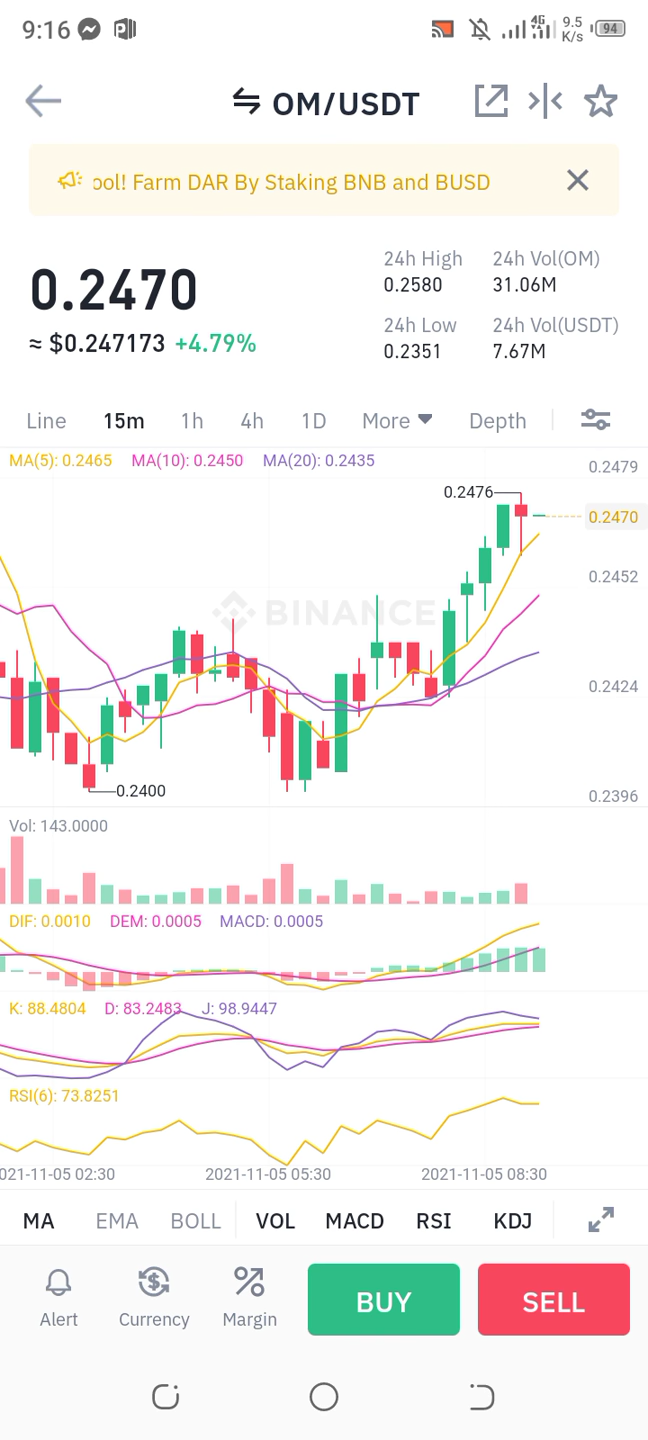 9:16
4G 9.5 K/s 94
OM/USDT
ool! Farm DAR By Staking BNB and BUSD
0.2470
≈ $0.247173 +4.79%
24h High 24h Vol(OM)
0.2580 31.06M
24h Low 24h Vol(USDT)
0.2351 7.67M
Line 15m 1h 4h 1D More Depth
MA(5): 0.2465 MA(10): 0.2450 MA(20): 0.2435
0.2479
0.2476
0.2470
0.2452
BINANCE
0.2424
0.2400
0.2396
Vol: 143.0000
DIF: 0.0010 DEM: 0.0005 MACD: 0.0005
K: 88.4804 D: 83.2483 J: 98.9447
RSI(6): 73.8251
021-11-05 02:30 2021-11-05 05:30 2021-11-05 08:30
MA EMA BOLL VOL MACD RSI KDJ
Alert Currency Margin BUY SELL